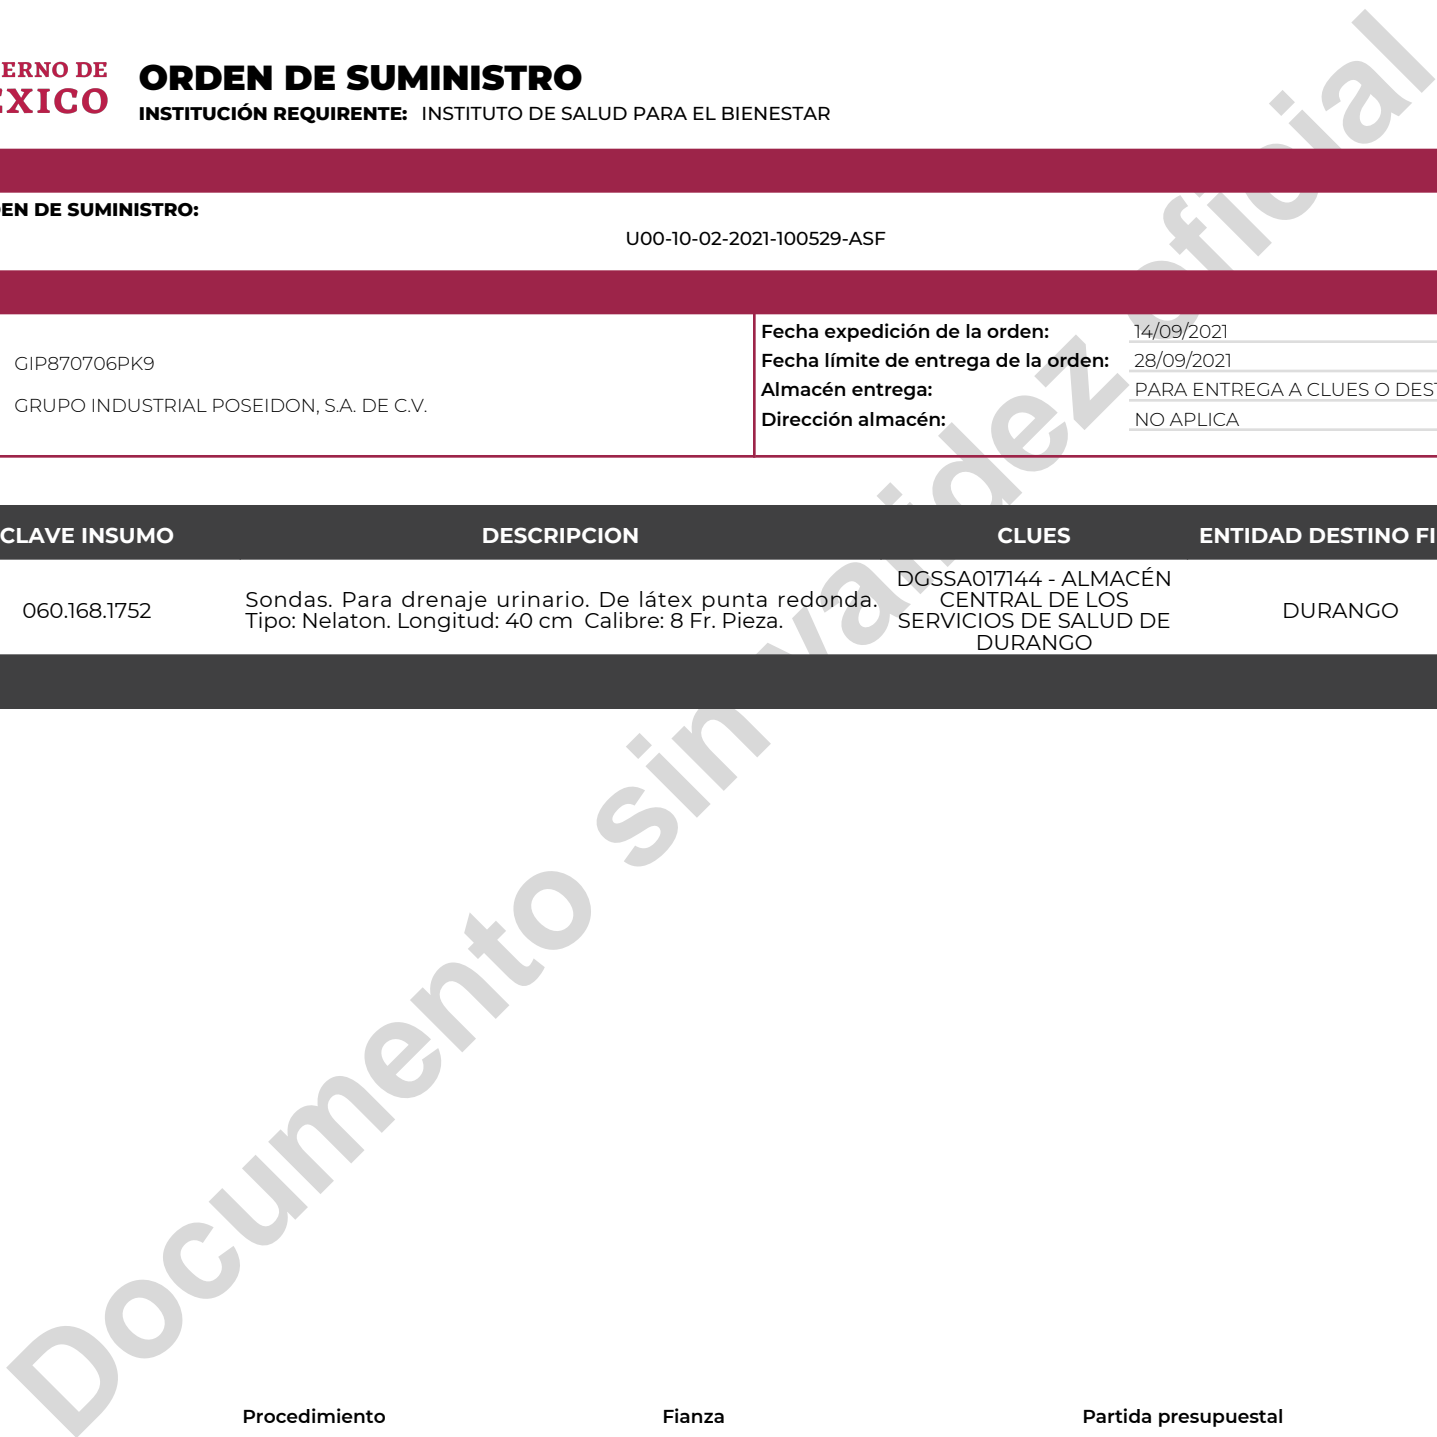 ERNO DE
ORDEN DE SUMINISTRO
XICO
INSTITUCIÓN REQUIRENTE: INSTITUTO DE SALUD PARA EL BIENESTAR
EN DE SUMINISTRO:
U00-10-02-2021-100529-ASF
GIP870706PK9
GRUPO INDUSTRIAL POSEIDON, S.A. DE C.V.
Fecha expedición de la orden: 14/09/2021
Fecha límite de entrega de la orden: 28/09/2021
Almacén entrega: PARA ENTREGA A CLUES O DEST
Dirección almacén: NO APLICA
CLAVE INSUMO DESCRIPCION CLUES ENTIDAD DESTINO FI
060.168.1752
Sondas. Para drenaje urinario. De látex punta redonda.
Tipo: Nelaton. Longitud: 40 cm Calibre: 8 Fr. Pieza.
DGSSA017144 - ALMACÉN
CENTRAL DE LOS
SERVICIOS DE SALUD DE
DURANGO
DURANGO
Documento sin validez oficial
Procedimiento Fianza Partida presupuestal